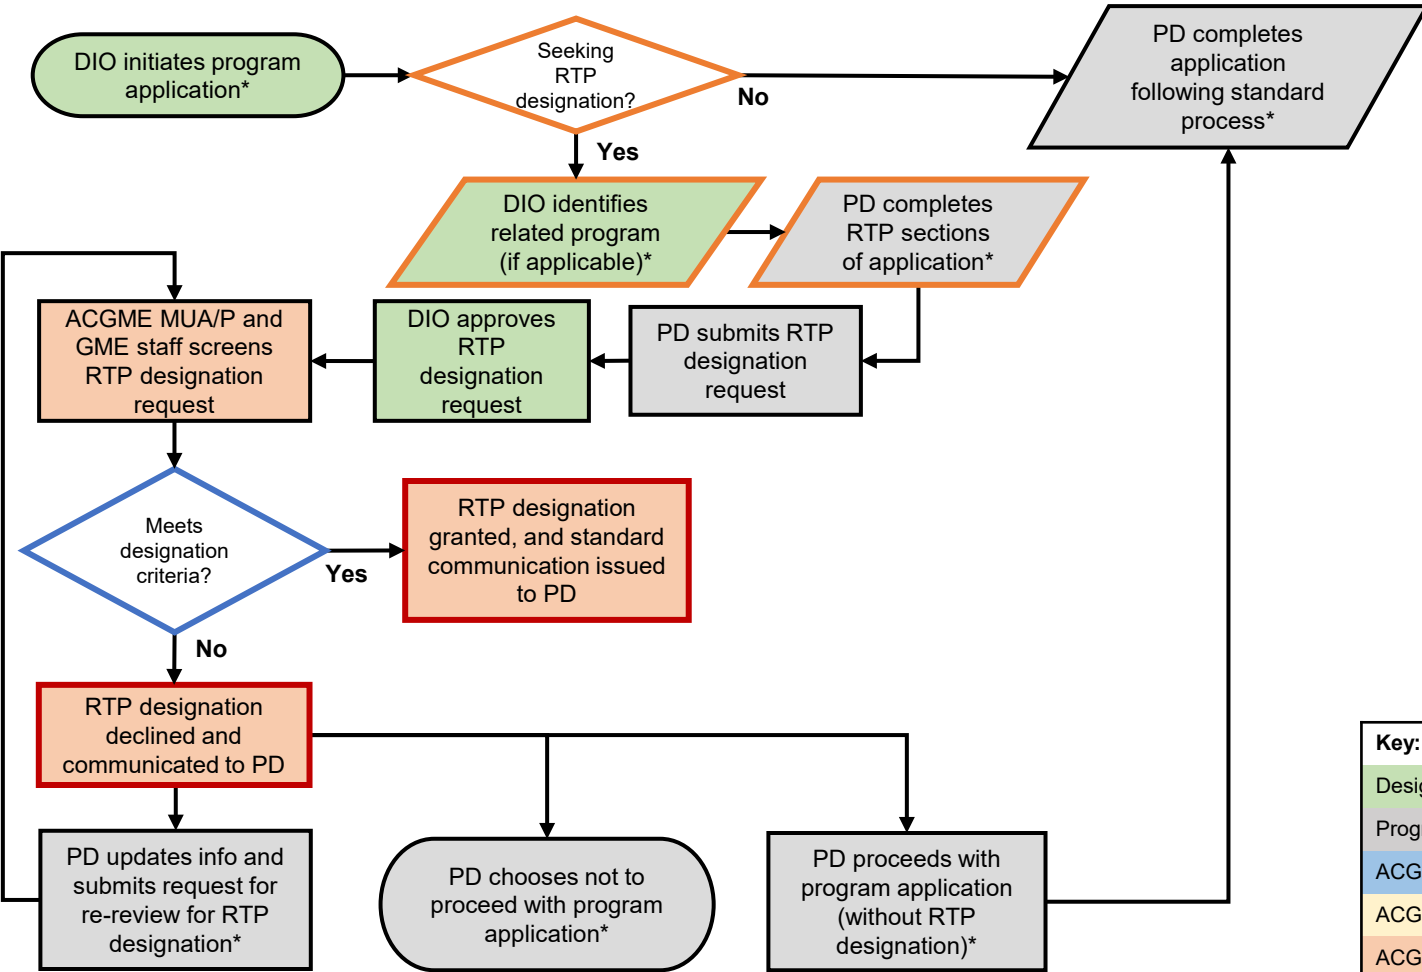 DIO initiates program
application*
Seeking
RTP
designation?
No
Yes
PD completes
application
following standard
process*
DIO identifies
related program
(if applicable)*
PD completes
RTP sections
of application*
ACGME MUA/P and
GME staff screens
RTP designation
request
DIO approves
RTP
designation
request
PD submits RTP
designation
request
Meets
designation
criteria?
Yes
No
RTP designation
granted, and standard
communication issued
to PD
RTP designation
declined and
communicated to PD
PD updates info and
submits request for
re-review for RTP
designation*
PD chooses not to
proceed with program
application*
PD proceeds with
program application
(without RTP
designation)*
Key:
Desig
Progr
ACG
ACG
ACG